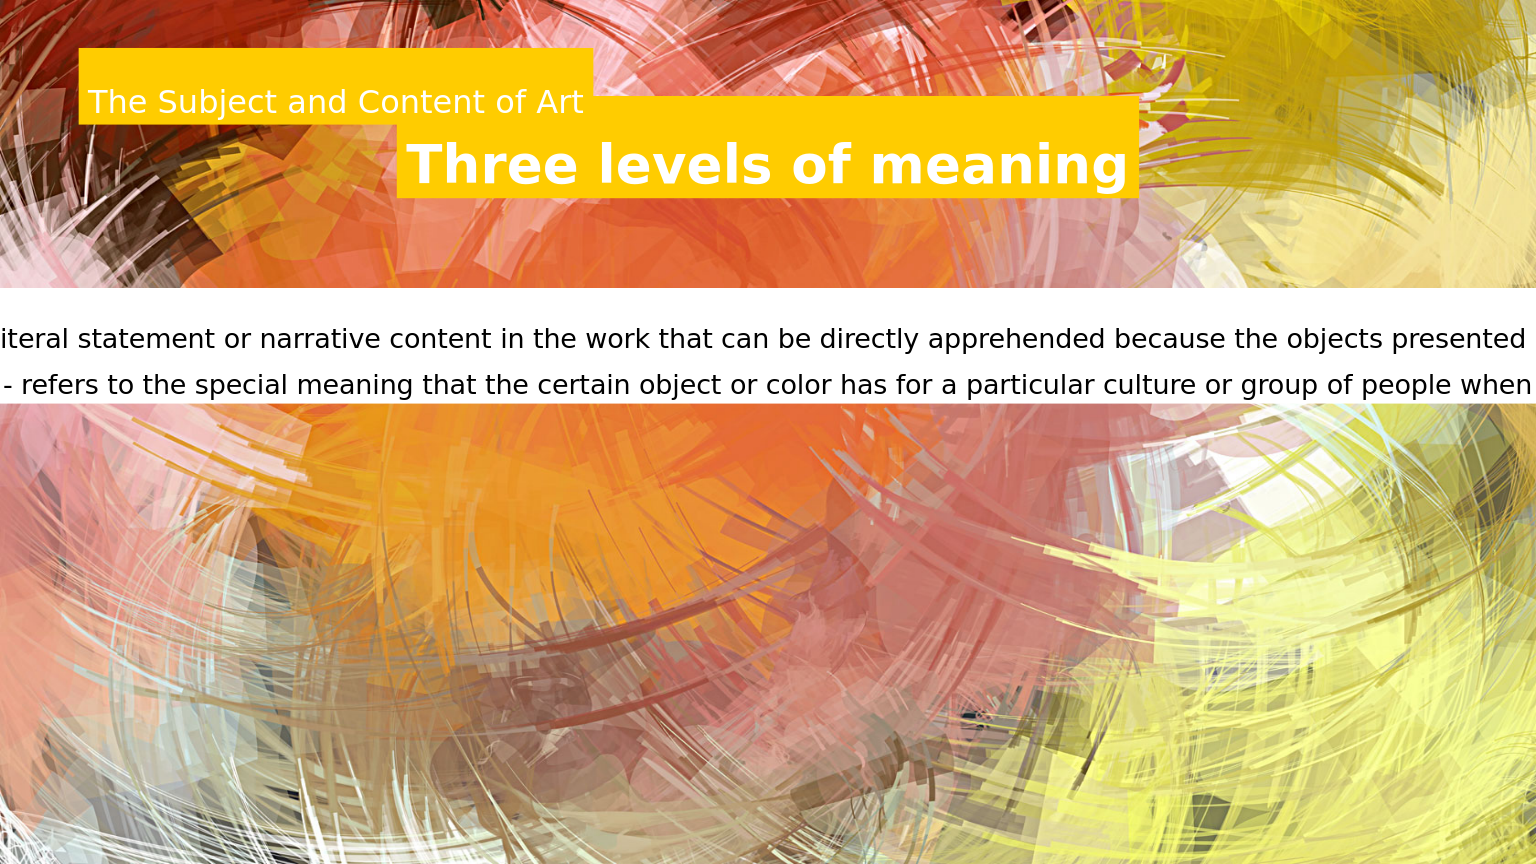 The Subject and Content of Art
Three levels of meaning
iteral statement or narrative content in the work that can be directly apprehended because the objects presented
- refers to the special meaning that the certain object or color has for a particular culture or group of people when